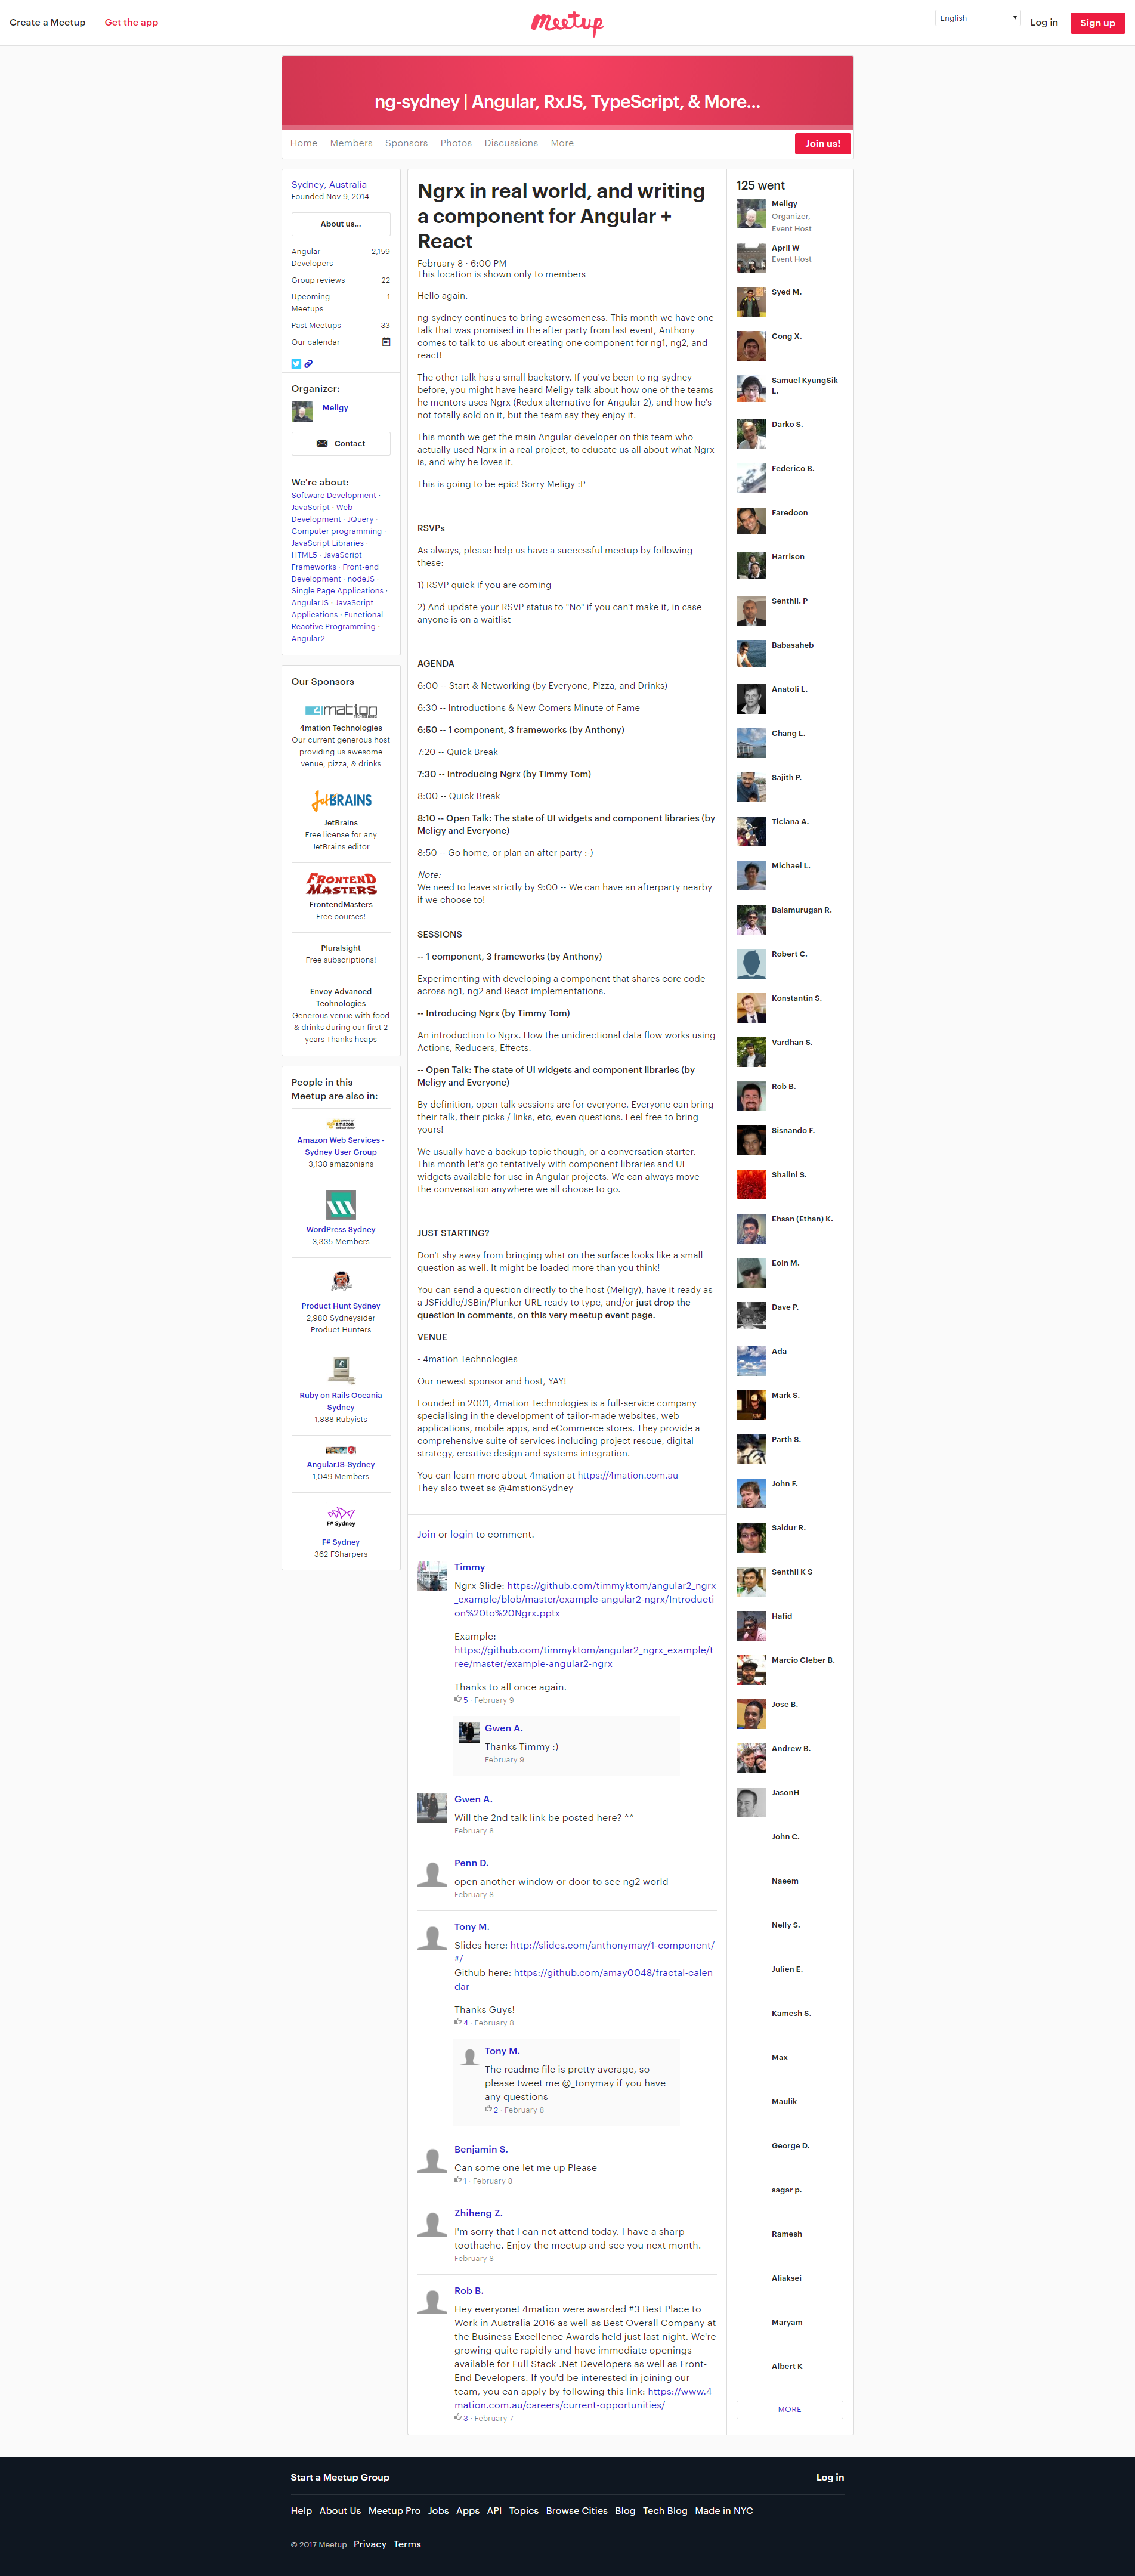 Create a Meetup Get the app
Meetup
English
Log in
Sign up
ng-sydney | Angular, RxJS, TypeScript, & More...
Home Members Sponsors Photos Discussions More
Join us!
Sydney, Australia
Founded Nov 9, 2014
About us...
Angular 2,159
Developers
Group reviews 22
Upcoming 1
Meetups
Past Meetups 33
Our calendar
Organizer:
Meligy
Contact
We're about:
Software Development ·
JavaScript · Web
Development · JQuery ·
Computer programming ·
JavaScript Libraries ·
HTML5 · JavaScript
Frameworks · Front-end
Development · nodeJS ·
Single Page Applications ·
AngularJS · JavaScript
Applications · Functional
Reactive Programming ·
Angular2
Our Sponsors
4mation
TECHNOLOGIES
4mation Technologies
Our current generous host
providing us awesome
venue, pizza, & drinks
JetBRAINS
JetBrains
Free license for any
JetBrains editor
FRONTEND
MASTERS
FrontendMasters
Free courses!
Pluralsight
Free subscriptions!
Envoy Advanced
Technologies
Generous venue with food
& drinks during our first 2
years Thanks heaps
People in this
Meetup are also in:
amazon
Amazon Web Services -
Sydney User Group
3,138 amazonians
WordPress Sydney
3,335 Members
Product Hunt Sydney
2,980 Sydneysider
Product Hunters
Ruby on Rails Oceania
Sydney
1,888 Rubyists
AngularJS-Sydney
1,049 Members
F# Sydney
F# Sydney
362 FSharpers
Ngrx in real world, and writing
a component for Angular +
React
February 8 · 6:00 PM
This location is shown only to members
Hello again.
ng-sydney continues to bring awesomeness. This month we have one
talk that was promised in the after party from last event, Anthony
comes to talk to us about creating one component for ng1, ng2, and
react!
The other talk has a small backstory. If you've been to ng-sydney
before, you might have heard Meligy talk about how one of the teams
he mentors uses Ngrx (Redux alternative for Angular 2), and how he's
not totally sold on it, but the team say they enjoy it.
This month we get the main Angular developer on this team who
actually used Ngrx in a real project, to educate us all about what Ngrx
is, and why he loves it.
This is going to be epic! Sorry Meligy :P
RSVPs
As always, please help us have a successful meetup by following
these:
1) RSVP quick if you are coming
2) And update your RSVP status to "No" if you can't make it, in case
anyone is on a waitlist
AGENDA
6:00 -- Start & Networking (by Everyone, Pizza, and Drinks)
6:30 -- Introductions & New Comers Minute of Fame
6:50 -- 1 component, 3 frameworks (by Anthony)
7:20 -- Quick Break
7:30 -- Introducing Ngrx (by Timmy Tom)
8:00 -- Quick Break
8:10 -- Open Talk: The state of UI widgets and component libraries (by
Meligy and Everyone)
8:50 -- Go home, or plan an after party :-)
Note:
We need to leave strictly by 9:00 -- We can have an afterparty nearby
if we choose to!
SESSIONS
-- 1 component, 3 frameworks (by Anthony)
Experimenting with developing a component that shares core code
across ng1, ng2 and React implementations.
-- Introducing Ngrx (by Timmy Tom)
An introduction to Ngrx. How the unidirectional data flow works using
Actions, Reducers, Effects.
-- Open Talk: The state of UI widgets and component libraries (by
Meligy and Everyone)
By definition, open talk sessions are for everyone. Everyone can bring
their talk, their picks / links, etc, even questions. Feel free to bring
yours!
We usually have a backup topic though, or a conversation starter.
This month let's go tentatively with component libraries and UI
widgets available for use in Angular projects. We can always move
the conversation anywhere we all choose to go.
JUST STARTING?
Don't shy away from bringing what on the surface looks like a small
question as well. It might be loaded more than you think!
You can send a question directly to the host (Meligy), have it ready as
a JSFiddle/JSBin/Plunker URL ready to type, and/or just drop the
question in comments, on this very meetup event page.
VENUE
- 4mation Technologies
Our newest sponsor and host, YAY!
Founded in 2001, 4mation Technologies is a full-service company
specialising in the development of tailor-made websites, web
applications, mobile apps, and eCommerce stores. They provide a
comprehensive suite of services including project rescue, digital
strategy, creative design and systems integration.
You can learn more about 4mation at https://4mation.com.au
They also tweet as @4mationSydney
Join or login to comment.
Timmy
Ngrx Slide: https://github.com/timmyktom/angular2_ngrx
_example/blob/master/example-angular2-ngrx/Introducti
on%20to%20Ngrx.pptx
Example:
https://github.com/timmyktom/angular2_ngrx_example/t
ree/master/example-angular2-ngrx
Thanks to all once again.
5 · February 9
Gwen A.
Thanks Timmy :)
February 9
Gwen A.
Will the 2nd talk link be posted here? ^^
February 8
Penn D.
open another window or door to see ng2 world
February 8
Tony M.
Slides here: http://slides.com/anthonymay/1-component/
#/
Github here: https://github.com/amay0048/fractal-calen
dar
Thanks Guys!
4 · February 8
Tony M.
The readme file is pretty average, so
please tweet me @_tonymay if you have
any questions
2 · February 8
Benjamin S.
Can some one let me up Please
1 · February 8
Zhiheng Z.
I'm sorry that I can not attend today. I have a sharp
toothache. Enjoy the meetup and see you next month.
February 8
Rob B.
Hey everyone! 4mation were awarded #3 Best Place to
Work in Australia 2016 as well as Best Overall Company at
the Business Excellence Awards held just last night. We're
growing quite rapidly and have immediate openings
available for Full Stack .Net Developers as well as Front-
End Developers. If you'd be interested in joining our
team, you can apply by following this link: https://www.4
mation.com.au/careers/current-opportunities/
3 · February 7
125 went
Meligy
Organizer,
Event Host
April W
Event Host
Syed M.
Cong X.
Samuel KyungSik
L.
Darko S.
Federico B.
Faredoon
Harrison
Senthil. P
Babasaheb
Anatoli L.
Chang L.
Sajith P.
Ticiana A.
Michael L.
Balamurugan R.
Robert C.
Konstantin S.
Vardhan S.
Rob B.
Sisnando F.
Shalini S.
Ehsan (Ethan) K.
Eoin M.
Dave P.
Ada
Mark S.
Parth S.
John F.
Saidur R.
Senthil K S
Hafid
Marcio Cleber B.
Jose B.
Andrew B.
JasonH
John C.
Naeem
Nelly S.
Julien E.
Kamesh S.
Max
Maulik
George D.
sagar p.
Ramesh
Aliaksei
Maryam
Albert K
MORE
Start a Meetup Group
Log in
Help About Us Meetup Pro Jobs Apps API Topics Browse Cities Blog Tech Blog Made in NYC
© 2017 Meetup Privacy Terms